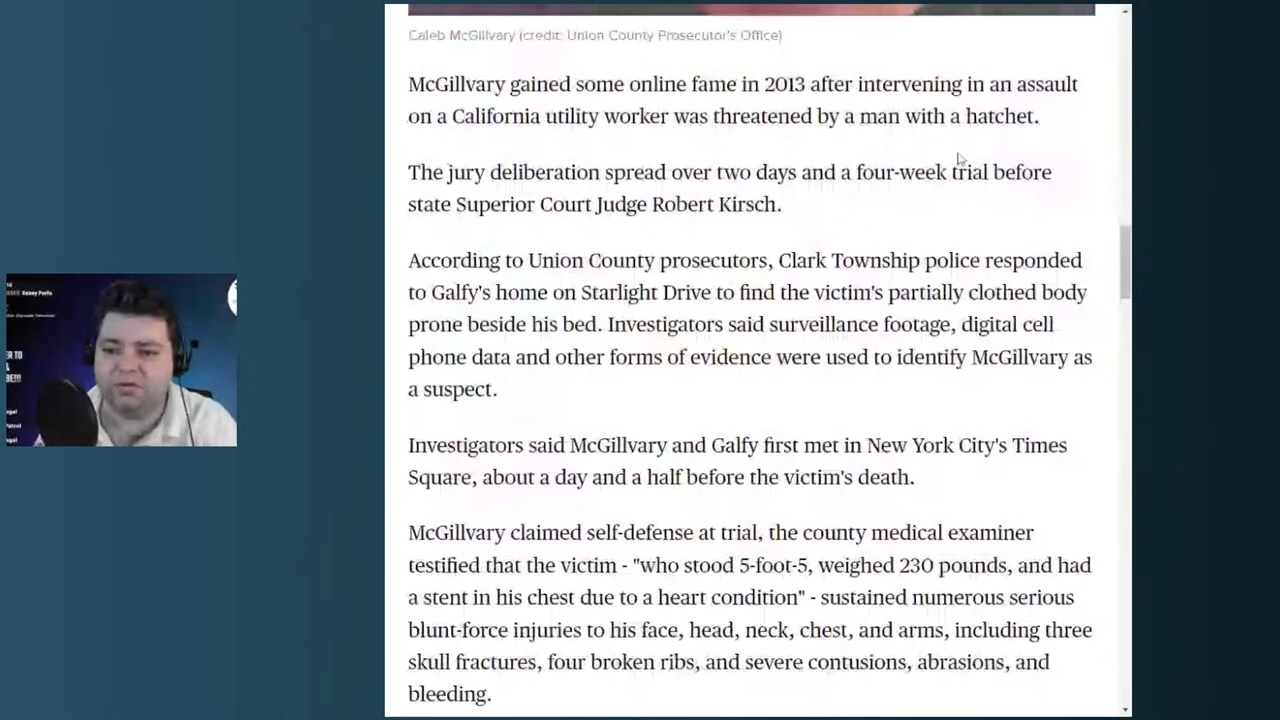 Caleb McGillvary (credit: Union County Prosecutor's Office)
McGillvary gained some online fame in 2013 after intervening in an assault
on a California utility worker was threatened by a man with a hatchet.
The jury deliberation spread over two days and a four-week trial before
state Superior Court Judge Robert Kirsch.
According to Union County prosecutors, Clark Township police responded
to Galfy's home on Starlight Drive to find the victim's partially clothed body
prone beside his bed. Investigators said surveillance footage, digital cell
phone data and other forms of evidence were used to identify McGillvary as
a suspect.
Investigators said McGillvary and Galfy first met in New York City's Times
Square, about a day and a half before the victim's death.
McGillvary claimed self-defense at trial, the county medical examiner
testified that the victim - "who stood 5-foot-5, weighed 230 pounds, and had
a stent in his chest due to a heart condition" - sustained numerous serious
blunt-force injuries to his face, head, neck, chest, and arms, including three
skull fractures, four broken ribs, and severe contusions, abrasions, and
bleeding.